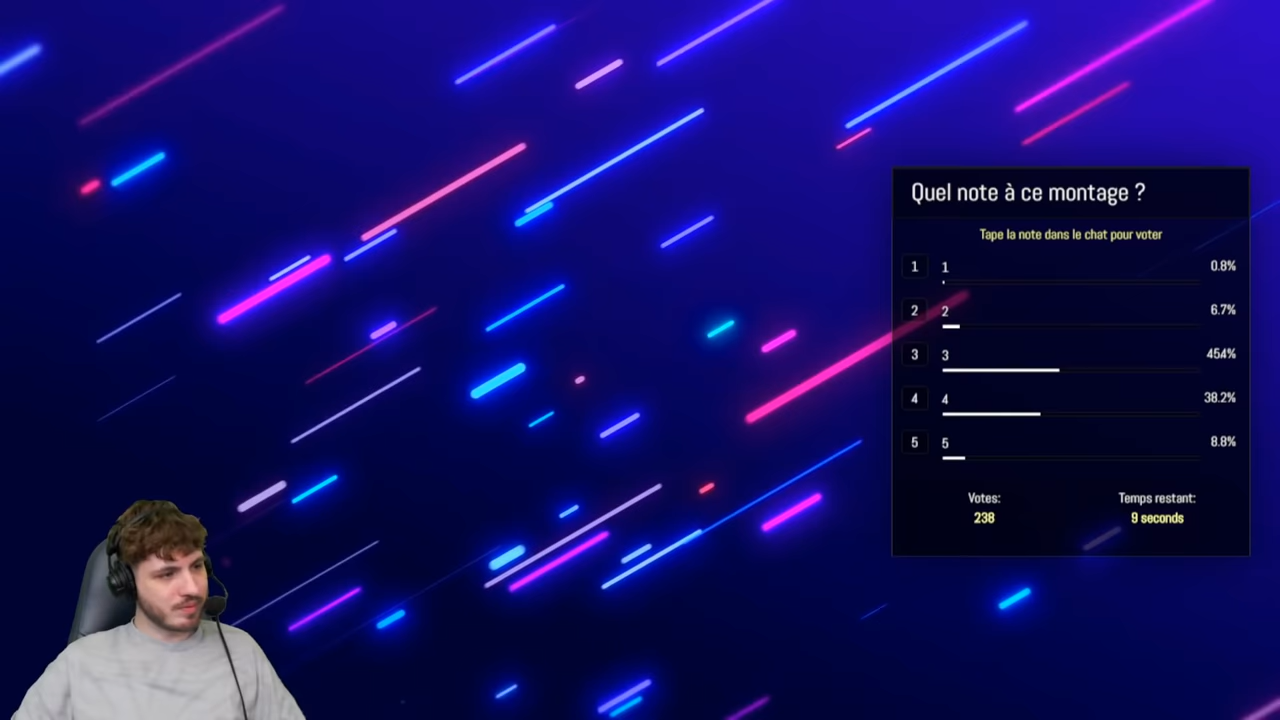 Quel note à ce montage ?
Tape la note dans le chat pour voter
1 1 0.8%
2 2 6.7%
3 3 454%
4 4 38.2%
5 5 8.8%
Votes: Temps restant:
238 9 seconds